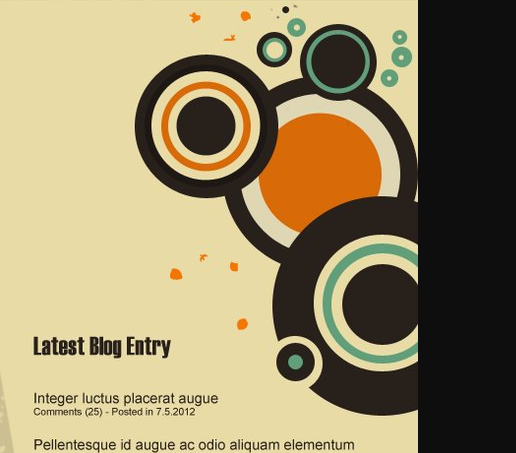 Latest Blog Entry
Integer luctus placerat augue
Comments (25) - Posted in 7.5.2012
Pellentesque id augue ac odio aliquam elementum